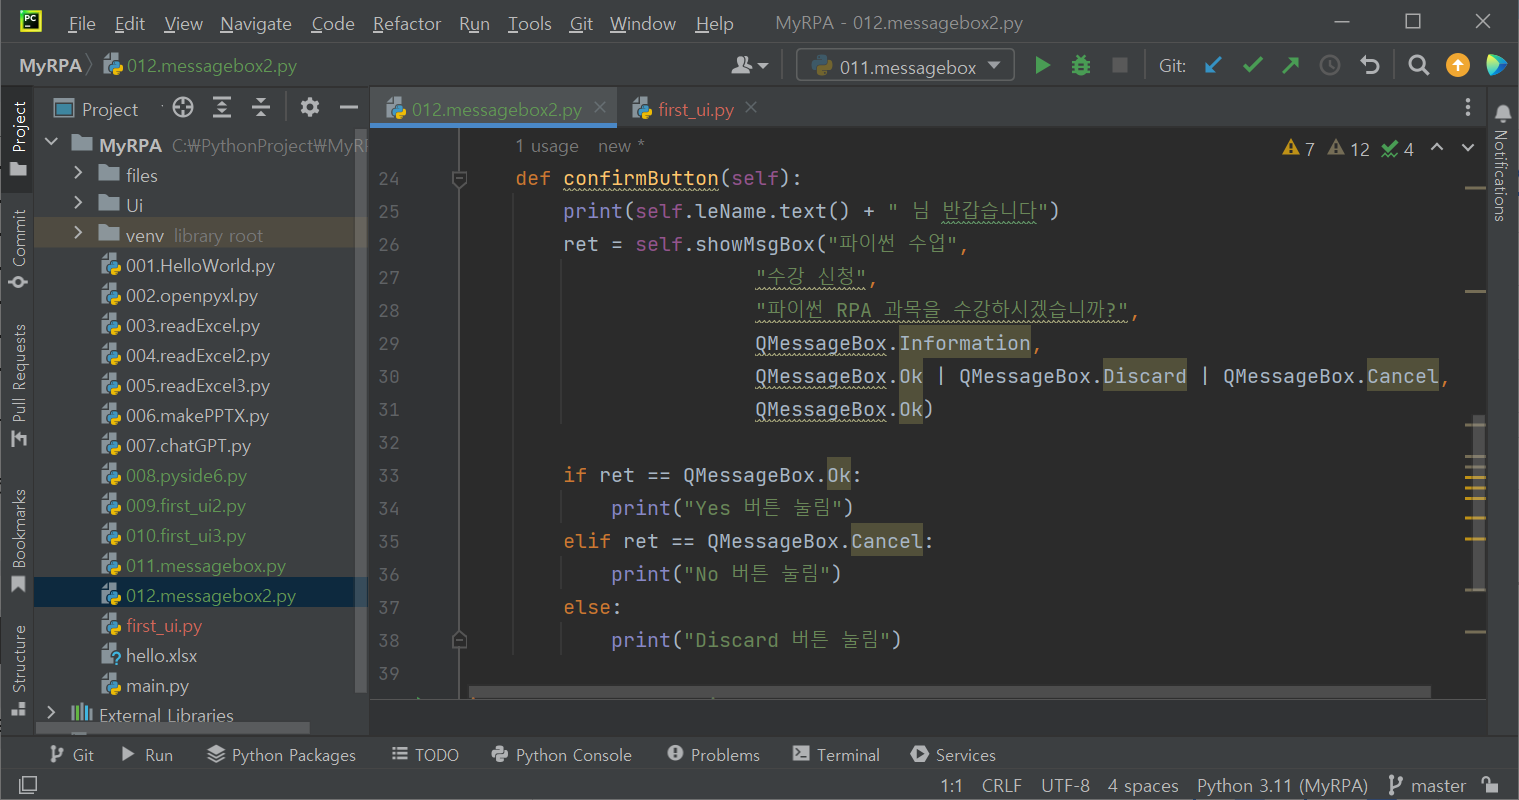 PC
File Edit View Navigate Code Refactor Run Tools Git Window Help MyRPA - 012.messagebox2.py
MyRPA 012.messagebox2.py 011.messagebox Git:
Project
Commit
Pull Requests
Bookmarks
Structure
Project
MyRPA C:₩PythonProject₩MyRP
files
Ui
venv library root
001.HelloWorld.py
002.openpyxl.py
003.readExcel.py
004.readExcel2.py
005.readExcel3.py
006.makePPTX.py
007.chatGPT.py
008.pyside6.py
009.first_ui2.py
010.first_ui3.py
011.messagebox.py
012.messagebox2.py
first_ui.py
hello.xlsx
main.py
External Libraries
012.messagebox2.py first_ui.py
1 usage new *
7 12 4
24 def confirmButton(self):
25 print(self.leName.text() + " 님 반갑습니다")
26 ret = self.showMsgBox("파이썬 수업",
27 "수강 신청",
28 "파이썬 RPA 과목을 수강하시겠습니까?",
29 QMessageBox.Information,
30 QMessageBox.Ok | QMessageBox.Discard | QMessageBox.Cancel,
31 QMessageBox.Ok)
32
33 if ret == QMessageBox.Ok:
34 print("Yes 버튼 눌림")
35 elif ret == QMessageBox.Cancel:
36 print("No 버튼 눌림")
37 else:
38 print("Discard 버튼 눌림")
39
Notifications
Git Run Python Packages TODO Python Console Problems Terminal Services
1:1 CRLF UTF-8 4 spaces Python 3.11 (MyRPA) master